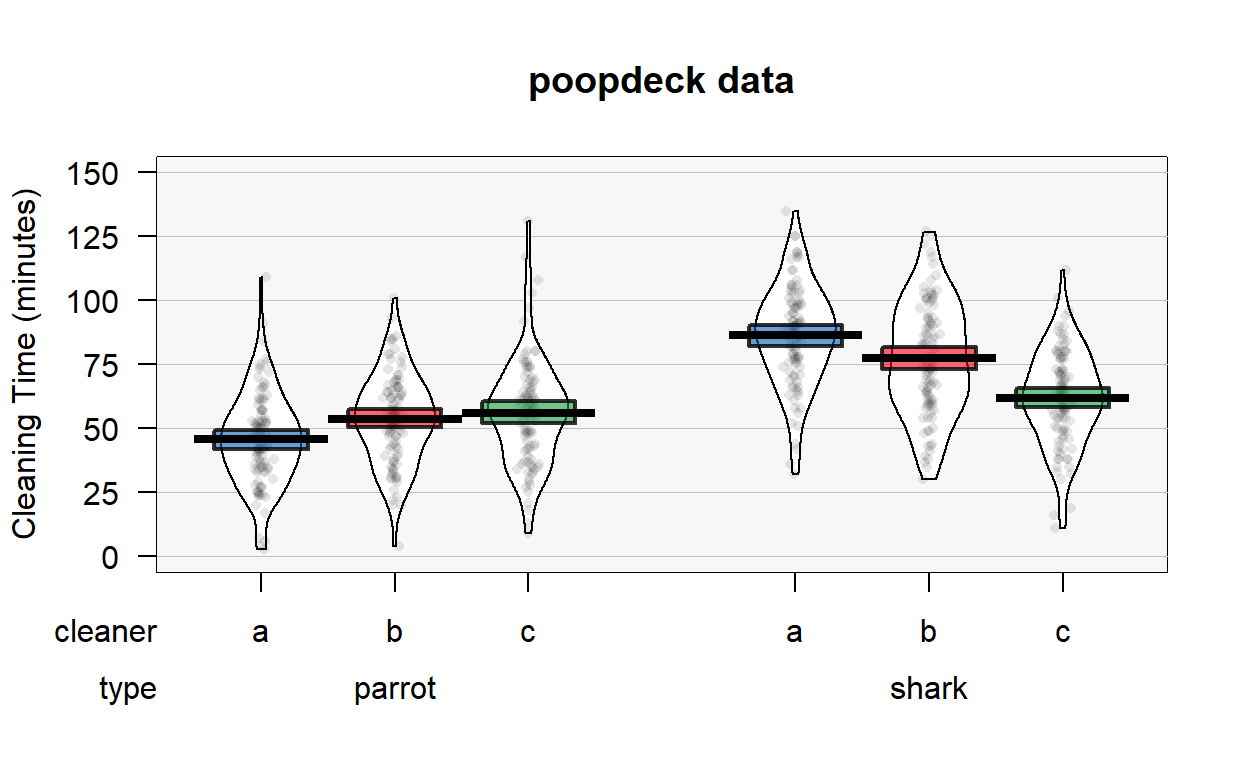 poopdeck data
Cleaning Time (minutes)
150
125
100
75
50
25
0
cleaner a b c a b c
type parrot shark